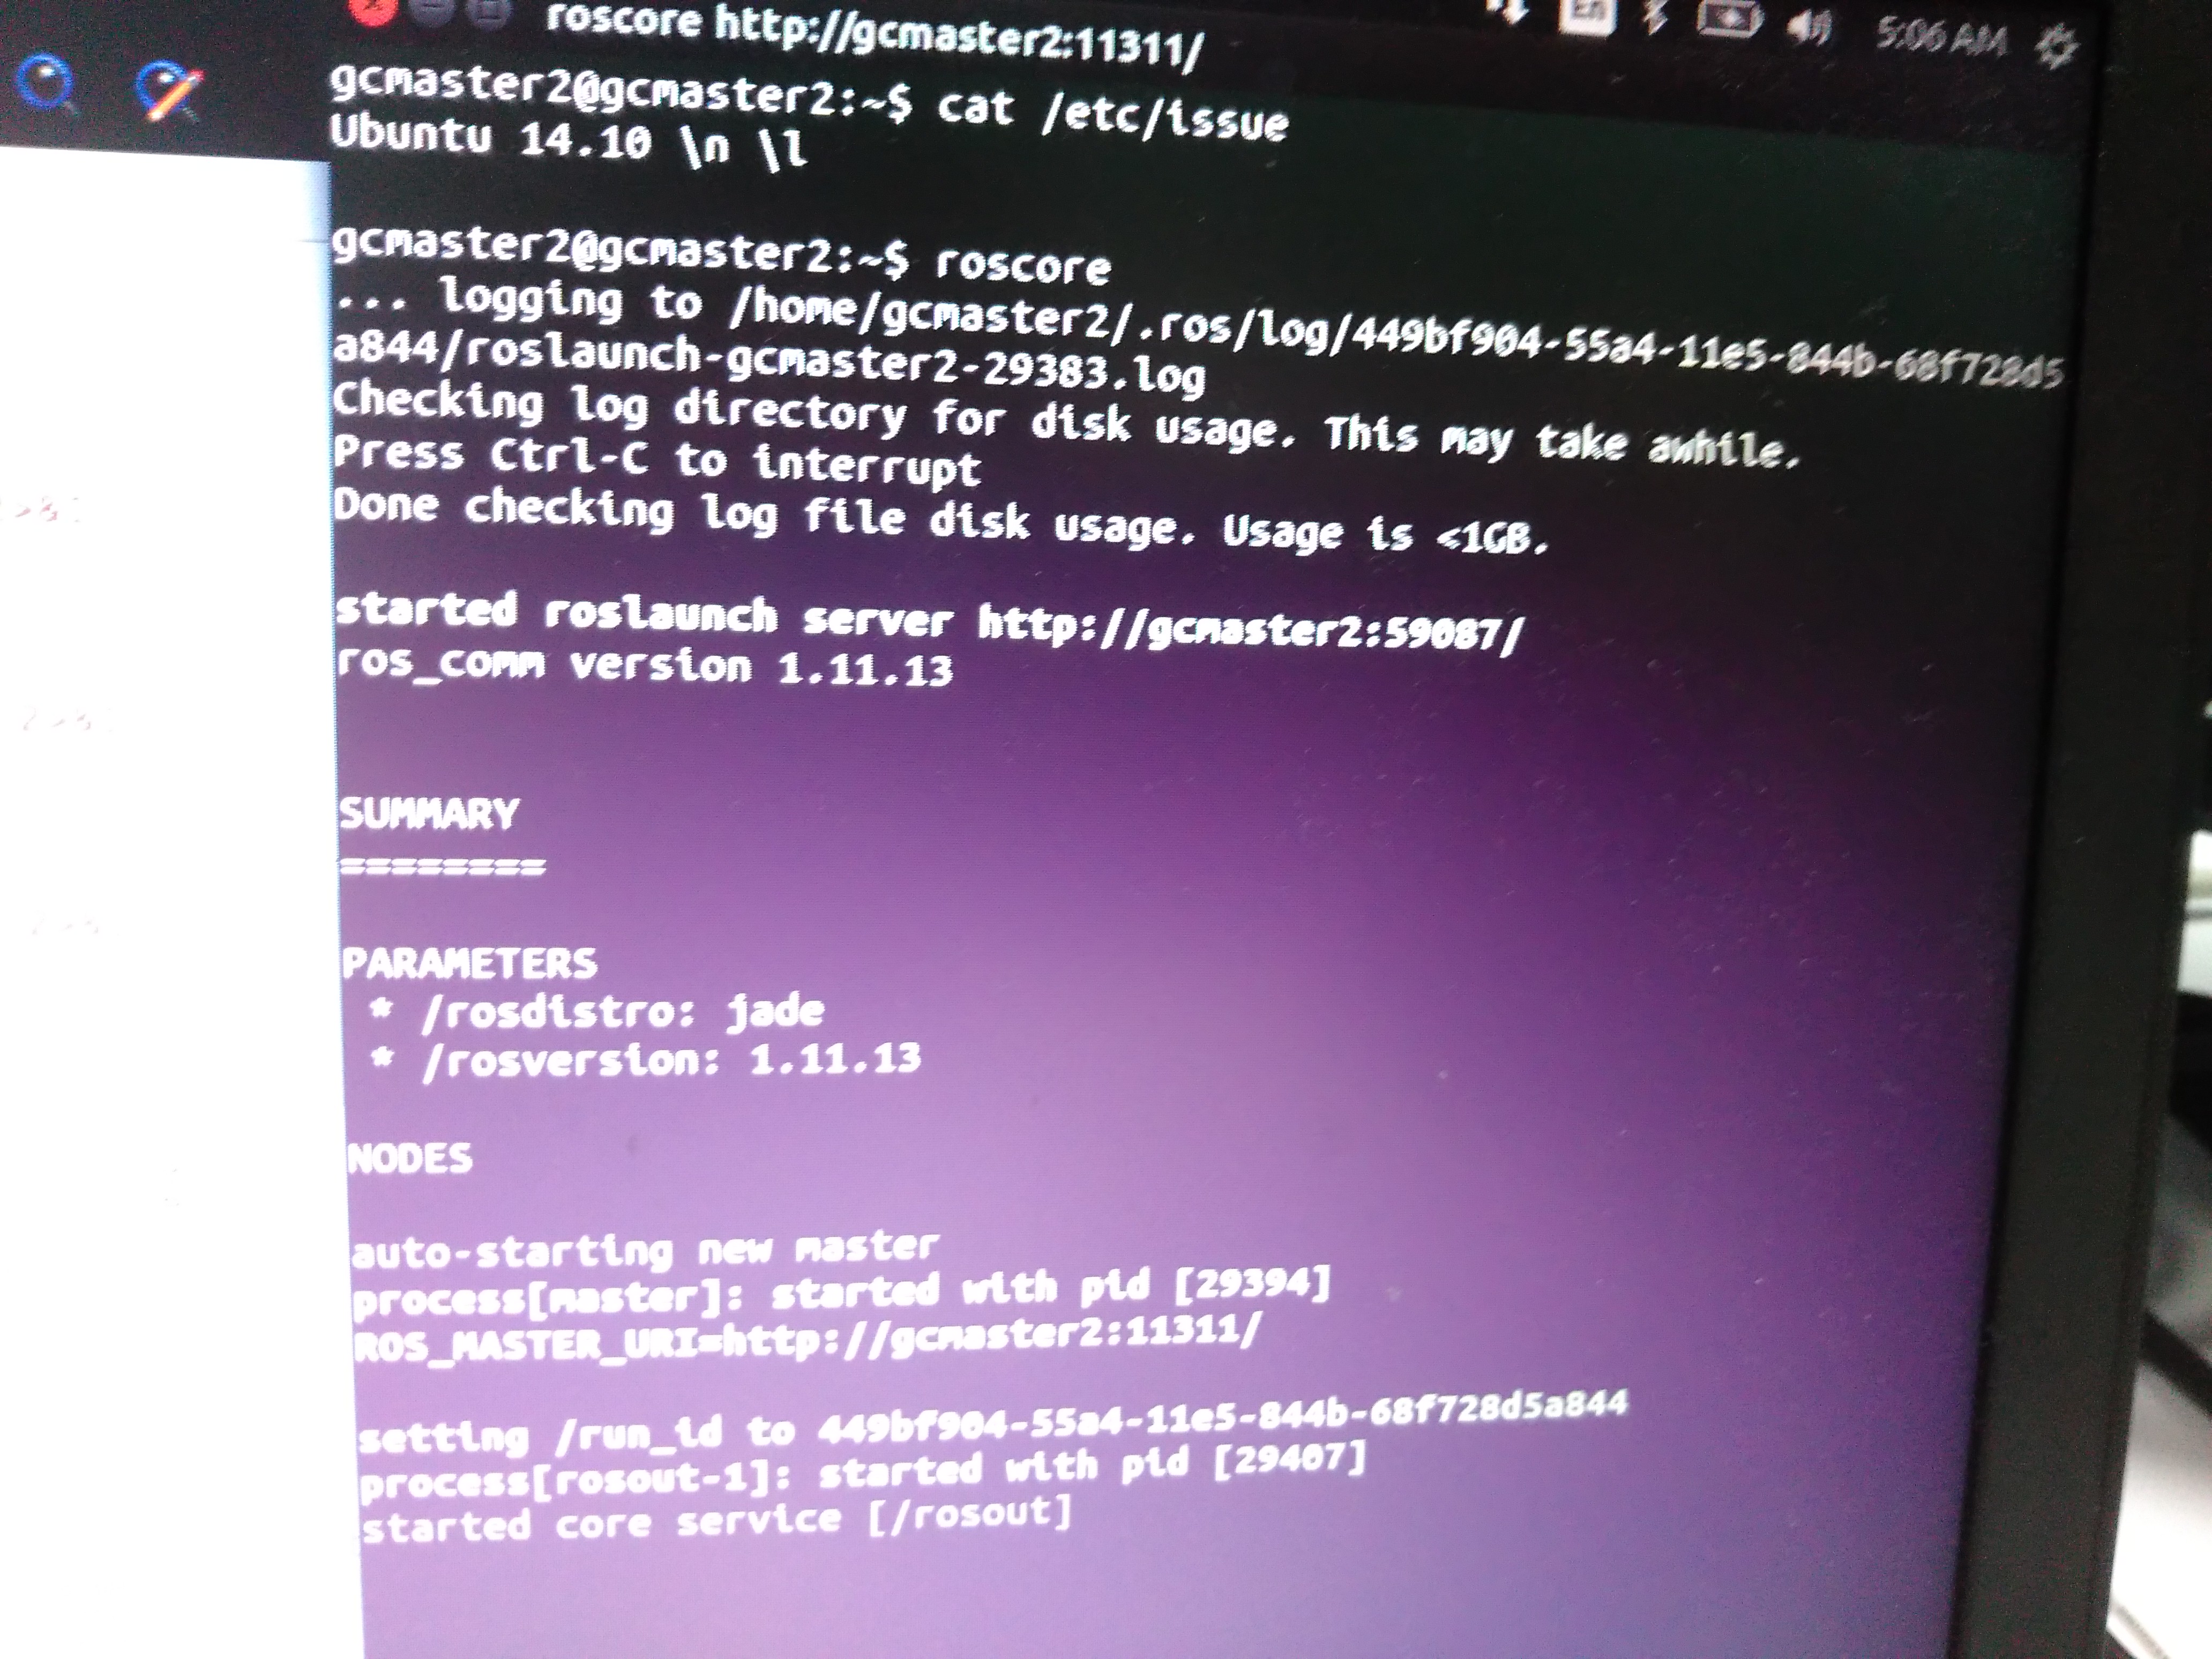 roscore http://gcmaster2:11311/
En
5:06 AM
gcmaster2@gcmaster2:~$ cat /etc/issue
Ubuntu 14.10 \n \l
gcmaster2@gcmaster2:~$ roscore
... logging to /home/gcmaster2/.ros/log/449bf904-55a4-11e5-844b-68f728d5
a844/roslaunch-gcmaster2-29383.log
Checking log directory for disk usage. This may take awhile.
Press Ctrl-C to interrupt
Done checking log file disk usage. Usage is <1GB.
started roslaunch server http://gcmaster2:59087/
ros_comm version 1.11.13
SUMMARY
========
PARAMETERS
* /rosdistro: jade
* /rosversion: 1.11.13
NODES
auto-starting new master
process[master]: started with pid [29394]
ROS_MASTER_URI=http://gcmaster2:11311/
setting /run_id to 449bf904-55a4-11e5-844b-68f728d5a844
process[rosout-1]: started with pid [29407]
started core service [/rosout]